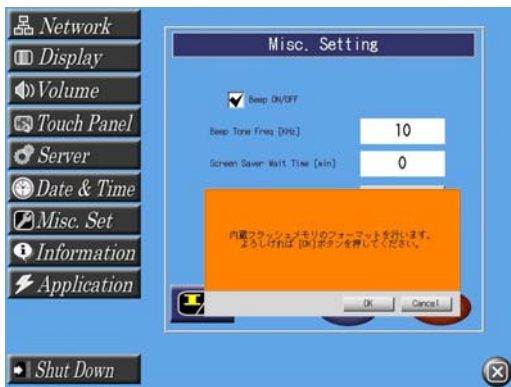 Network
Display
Volume
Touch Panel
Server
Date & Time
Misc. Set
Information
Application
Shut Down
Misc. Setting
Beep ON/OFF
Beep Tone Freq [KHz]
10
Screen Saver Wait Time [min]
0
内蔵フラッシュメモリのフォーマットを行います。
よろしければ [OK]ボタンを押してください。
OK
Cancel